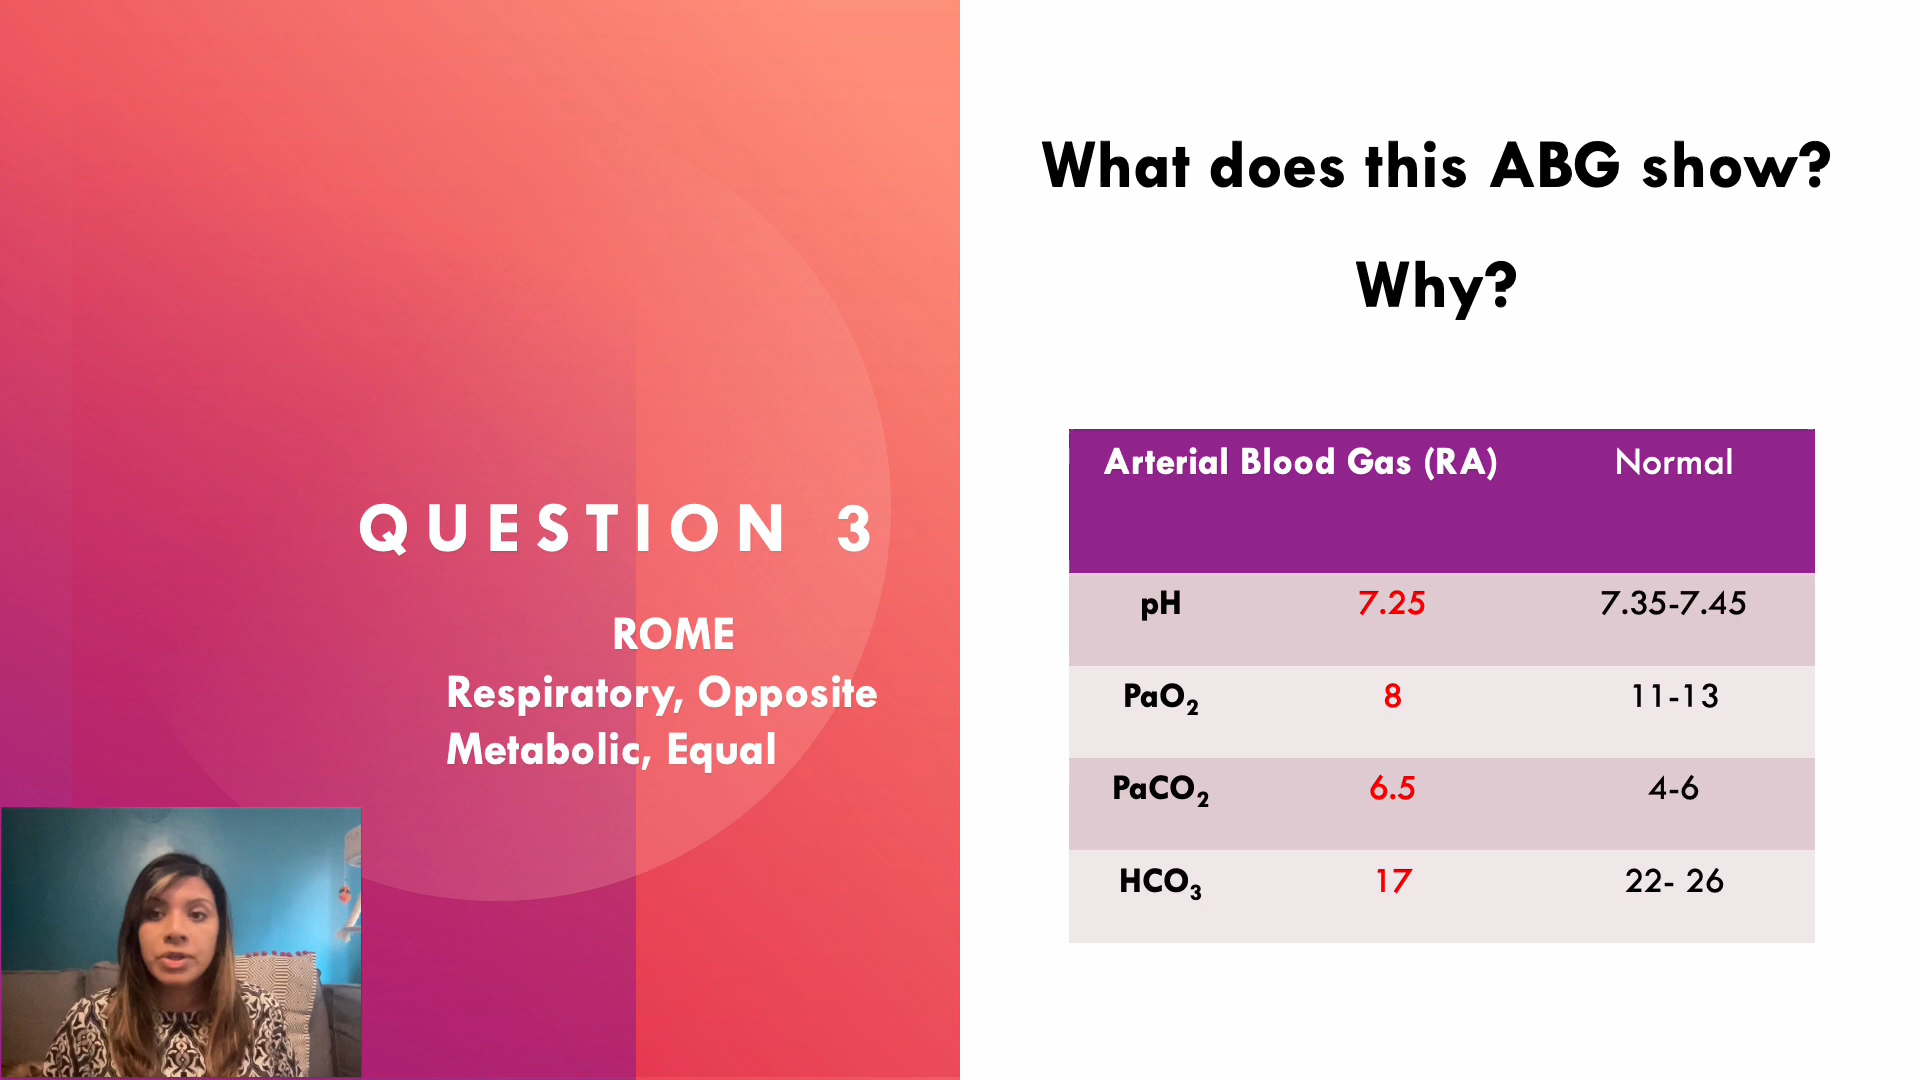 QUESTION 3
ROME
Respiratory, Opposite
Metabolic, Equal
What does this ABG show?
Why?
Arterial Blood Gas (RA) Normal
pH 7.25 7.35-7.45
PaO₂ 8 11-13
PaCO₂ 6.5 4-6
HCO₃ 17 22- 26